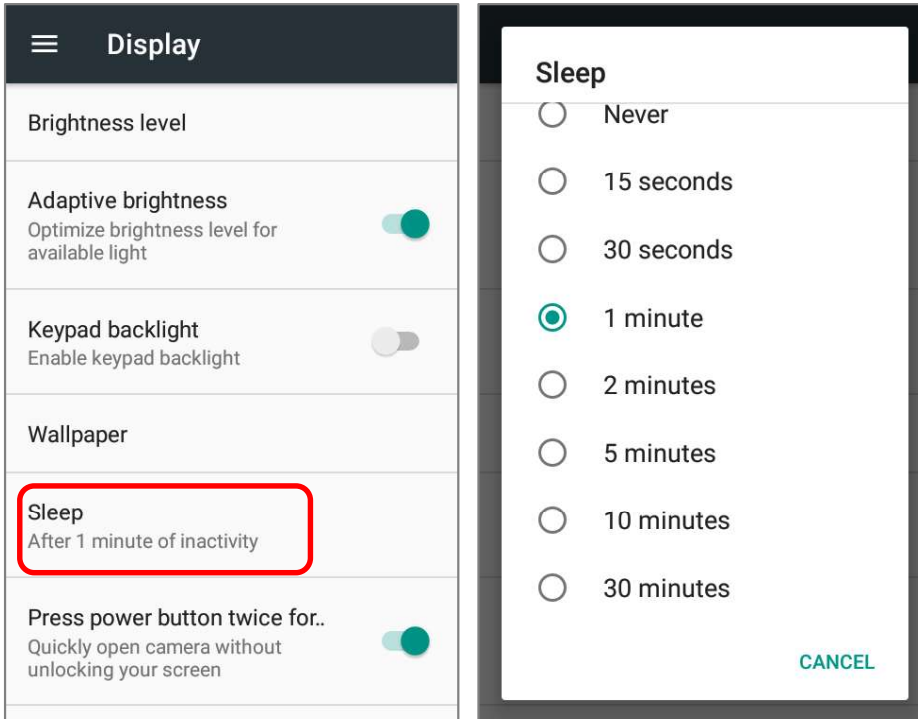 Display
Brightness level
Adaptive brightness
Optimize brightness level for
available light
Keypad backlight
Enable keypad backlight
Wallpaper
Sleep
After 1 minute of inactivity
Press power button twice for..
Quickly open camera without
unlocking your screen
Sleep
Never
15 seconds
30 seconds
1 minute
2 minutes
5 minutes
10 minutes
30 minutes
CANCEL